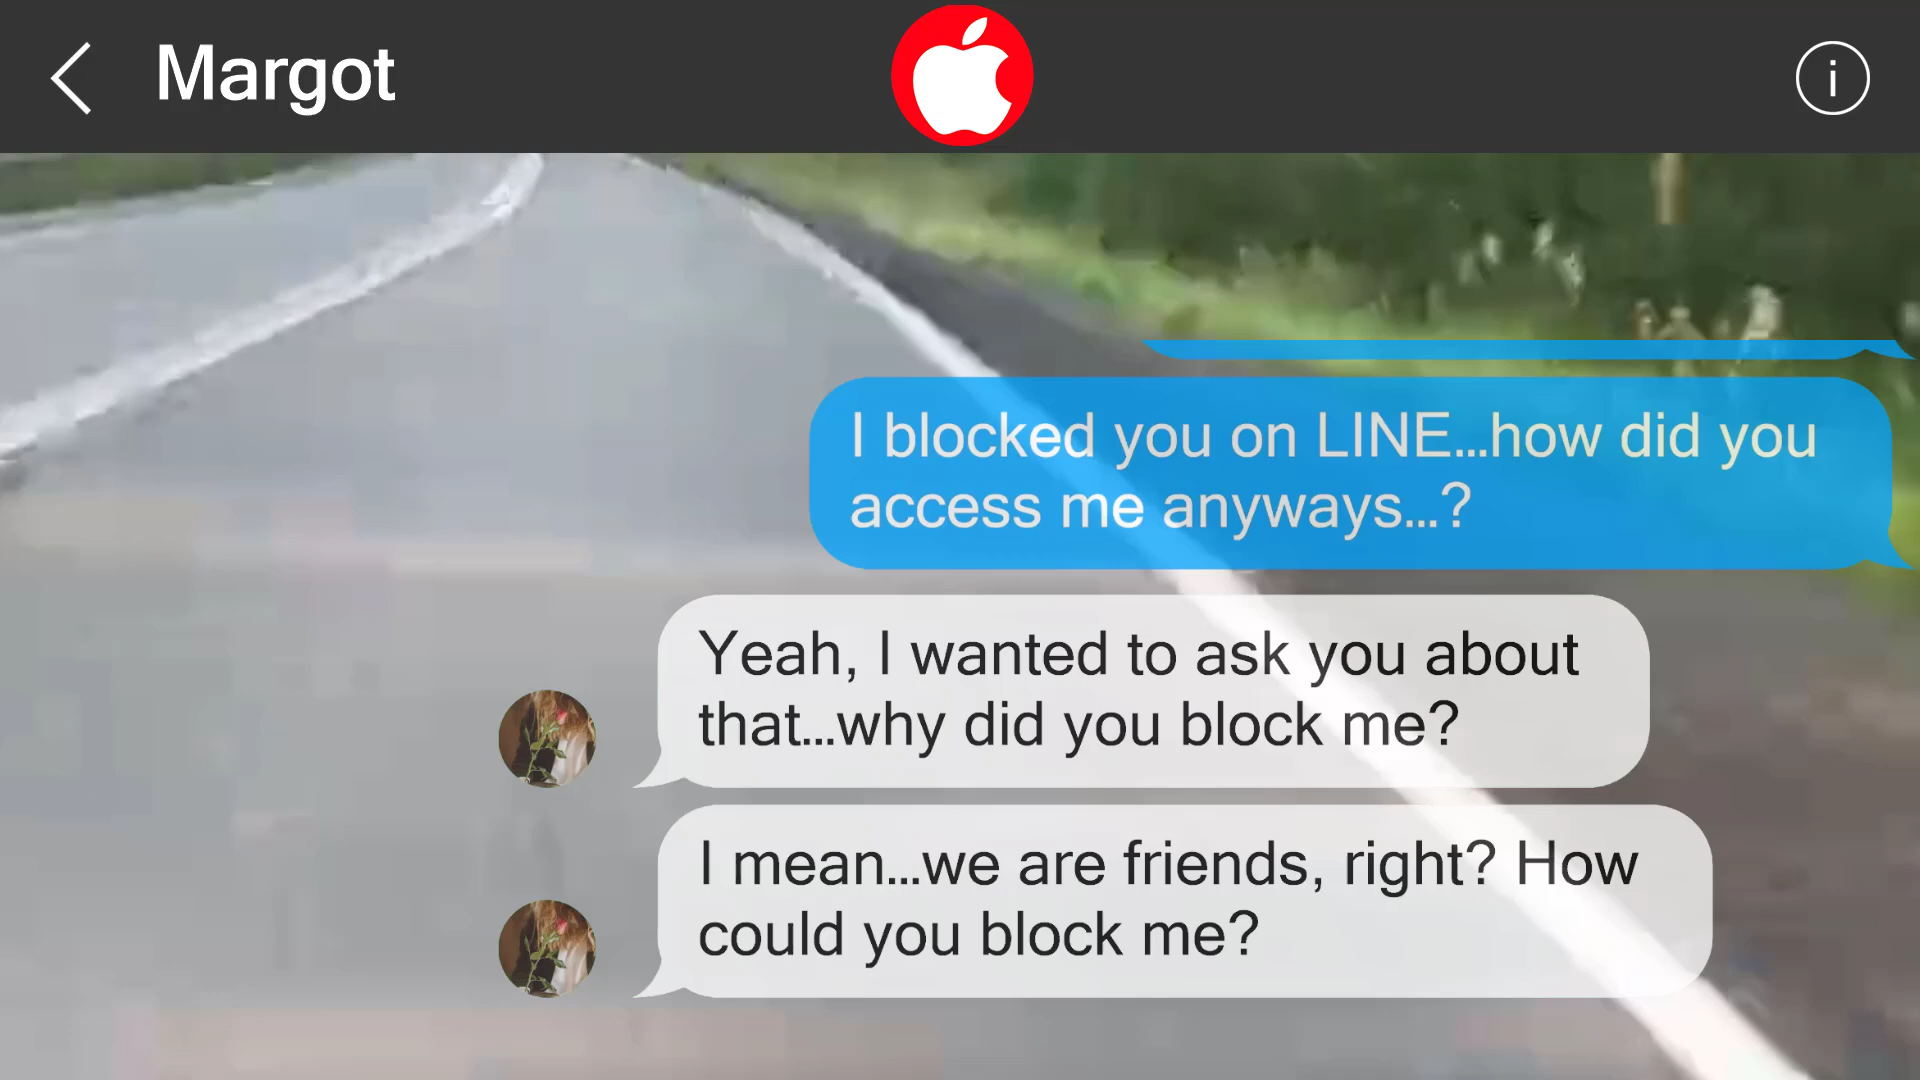 Margot
I blocked you on LINE...how did you
access me anyways...?
Yeah, I wanted to ask you about
that...why did you block me?
I mean...we are friends, right? How
could you block me?